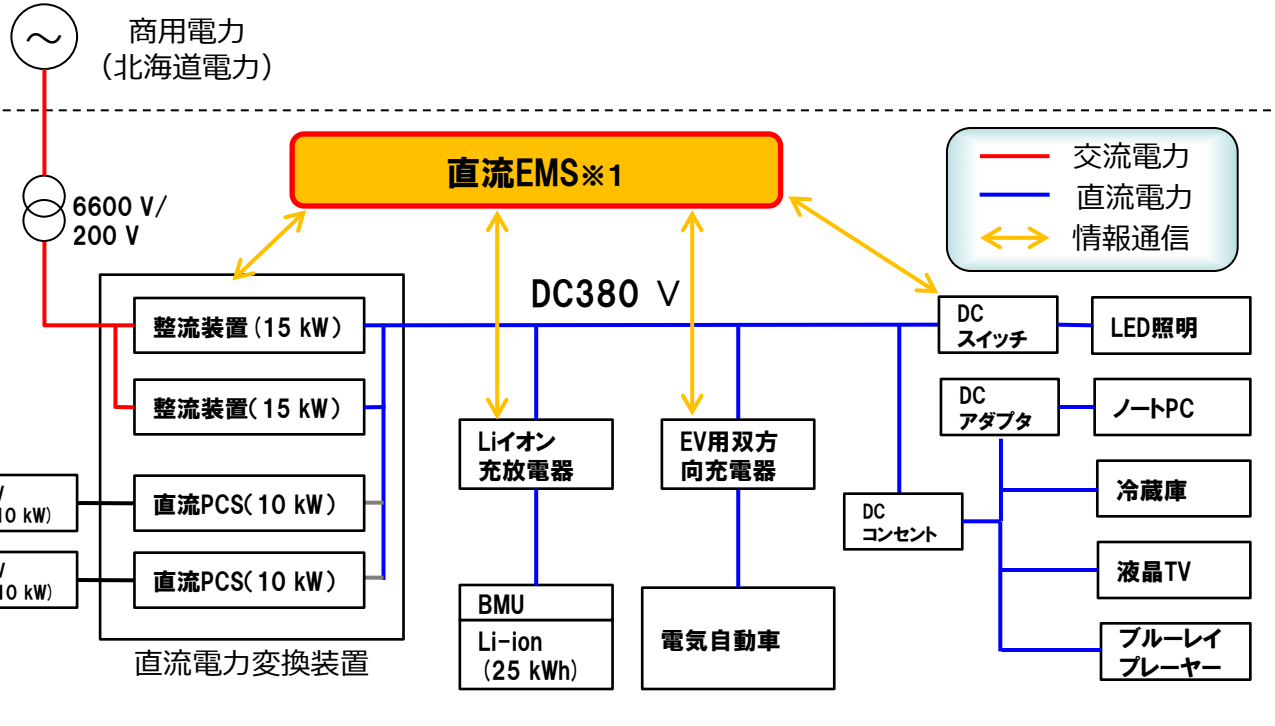 商用電力
（北海道電力）
6600 V/
200 V
直流EMS※1
交流電力
直流電力
情報通信
DC380 V
整流装置(15 kW)
整流装置(15 kW)
直流PCS(10 kW)
直流PCS(10 kW)
10 kW)
10 kW)
直流電力変換装置
Liイオン
充放電器
BMU
Li-ion
(25 kWh)
EV用双方
向充電器
電気自動車
DC
スイッチ
LED照明
DC
アダプタ
ノートPC
DC
コンセント
冷蔵庫
液晶TV
ブルーレイ
プレーヤー